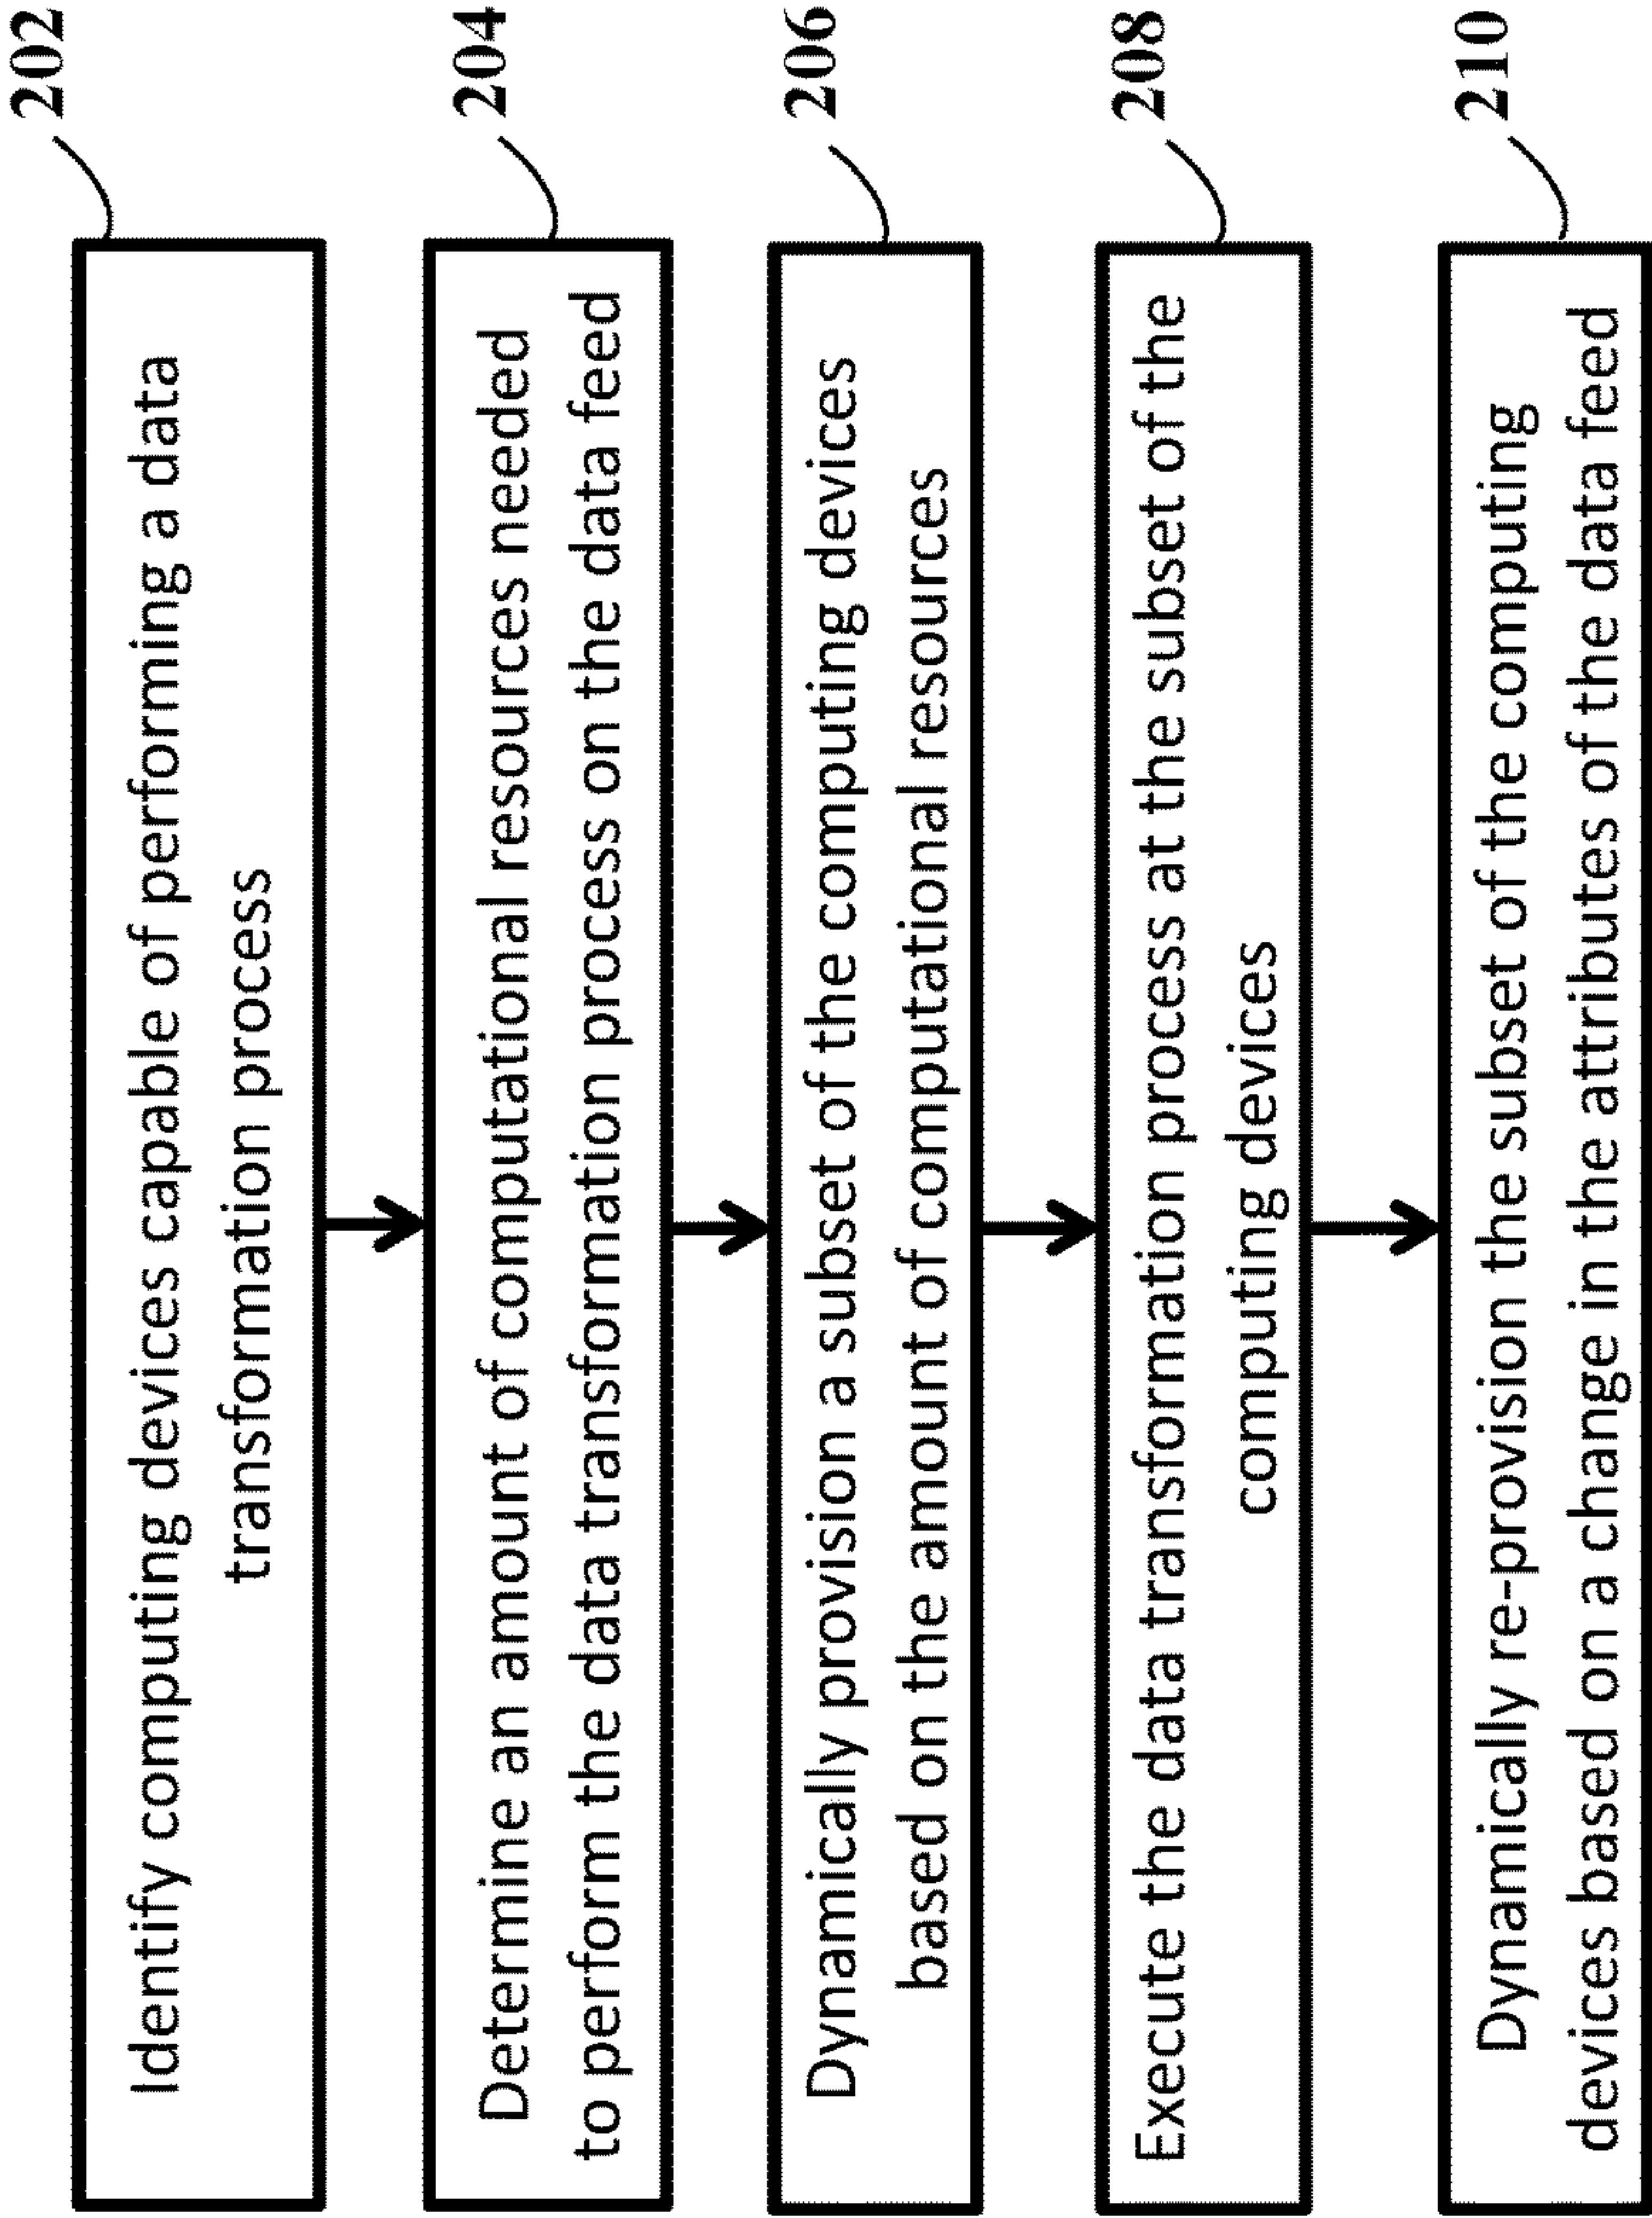 202
Identify computing devices capable of performing a data
transformation process
204
Determine an amount of computational resources needed
to perform the data transformation process on the data feed
206
Dynamically provision a subset of the computing devices
based on the amount of computational resources
208
Execute the data transformation process at the subset of the
computing devices
210
Dynamically re-provision the subset of the computing
devices based on a change in the attributes of the data feed